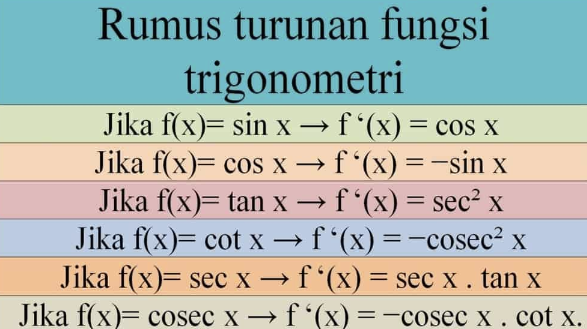 Rumus turunan fungsi
trigonometri
Jika f(x)= sin x → f ‘(x) = cos x
Jika f(x)= cos x → f ‘(x) = −sin x
Jika f(x)= tan x → f ‘(x) = sec² x
Jika f(x)= cot x → f ‘(x) = −cosec² x
Jika f(x)= sec x → f ‘(x) = sec x . tan x
Jika f(x)= cosec x → f ‘(x) = −cosec x . cot x.